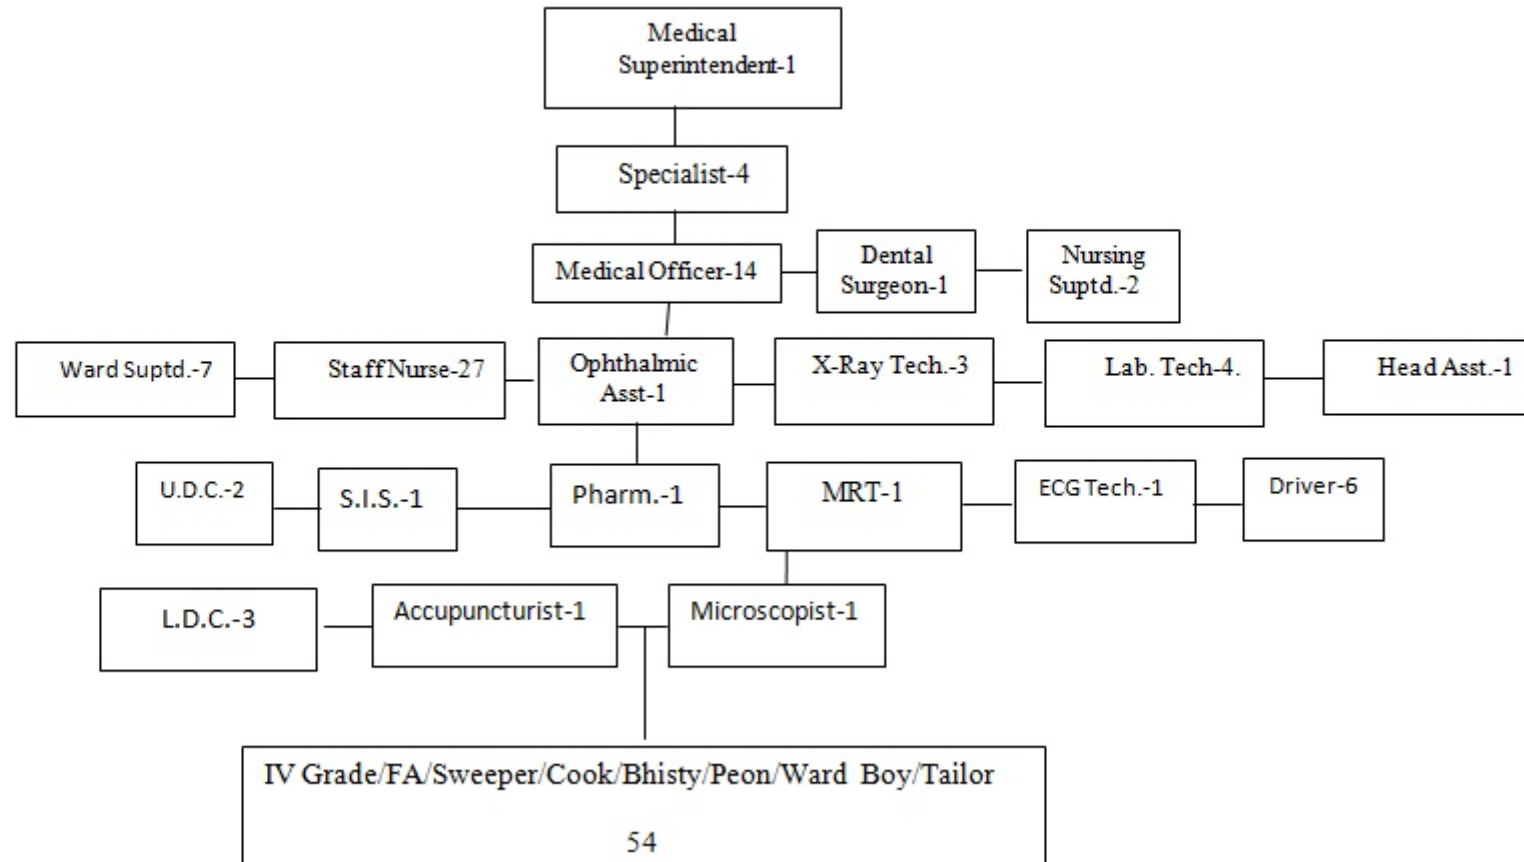 Medical
Superintendent-1
Specialist-4
Medical Officer-14
Dental
Surgeon-1
Nursing
Suptd.-2
Ward Suptd.-7
Staff Nurse-27
Ophthalmic
Asst-1
X-Ray Tech.-3
Lab. Tech-4.
Head Asst.-1
U.D.C.-2
S.I.S.-1
Pharm.-1
MRT-1
ECG Tech.-1
Driver-6
L.D.C.-3
Accupuncturist-1
Microscopist-1
IV Grade/FA/Sweeper/Cook/Bhisty/Peon/Ward Boy/Tailor
54